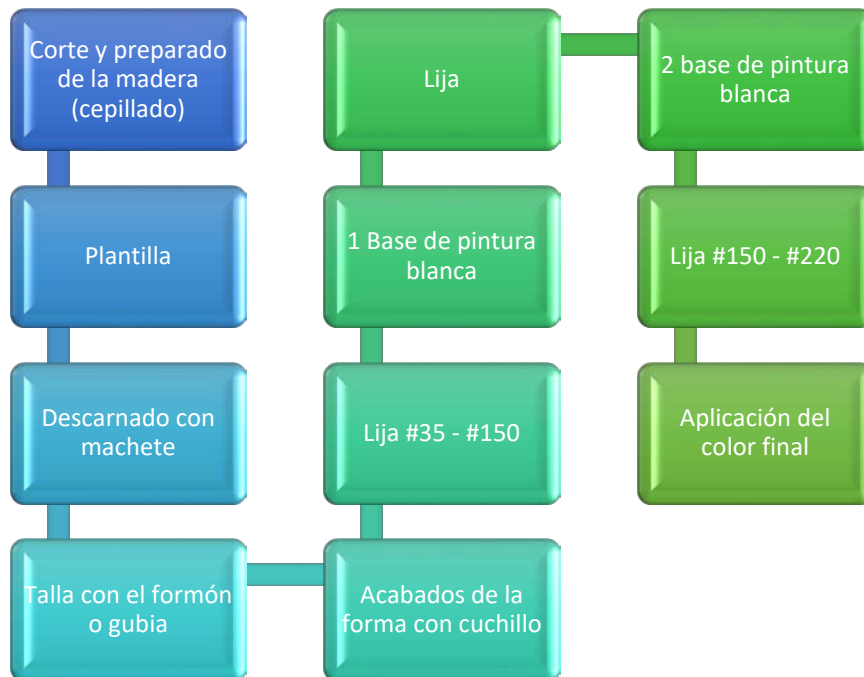 Corte y preparado
de la madera
(cepillado)
Plantilla
Descarnado con
machete
Talla con el formón
o gubia
Acabados de la
forma con cuchillo
Lija #35 - #150
1 Base de pintura
blanca
Lija
2 base de pintura
blanca
Lija #150 - #220
Aplicación del
color final